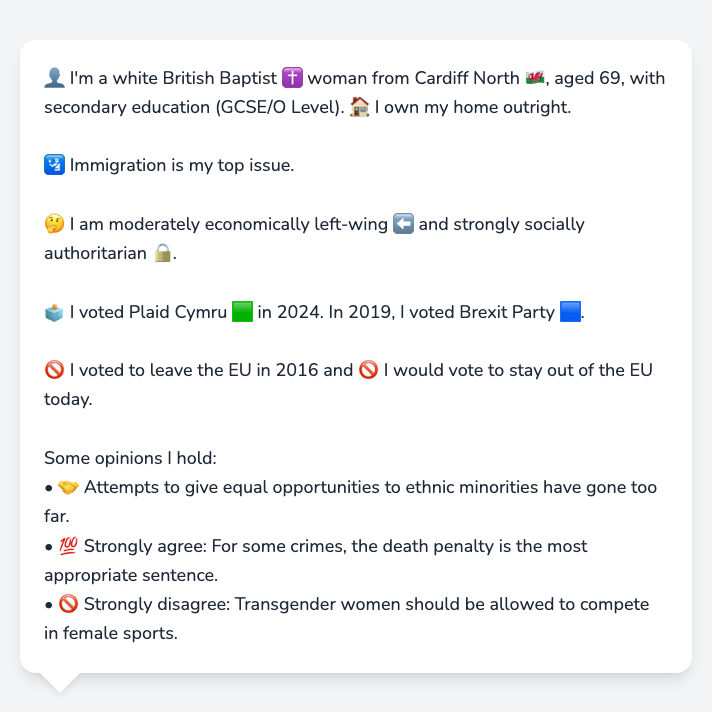 👤 I'm a white British Baptist ✝️ woman from Cardiff North 🏴󠁧󠁢󠁷󠁬󠁳󠁿, aged 69, with
secondary education (GCSE/O Level). 🏠 I own my home outright.
🛂 Immigration is my top issue.
🤔 I am moderately economically left-wing ⬅️ and strongly socially
authoritarian 🔒.
🗳️ I voted Plaid Cymru 🟩 in 2024. In 2019, I voted Brexit Party 🟦.
🚫 I voted to leave the EU in 2016 and 🚫 I would vote to stay out of the EU
today.
Some opinions I hold:
• 🤝 Attempts to give equal opportunities to ethnic minorities have gone too
far.
• 💯 Strongly agree: For some crimes, the death penalty is the most
appropriate sentence.
• 🚫 Strongly disagree: Transgender women should be allowed to compete
in female sports.